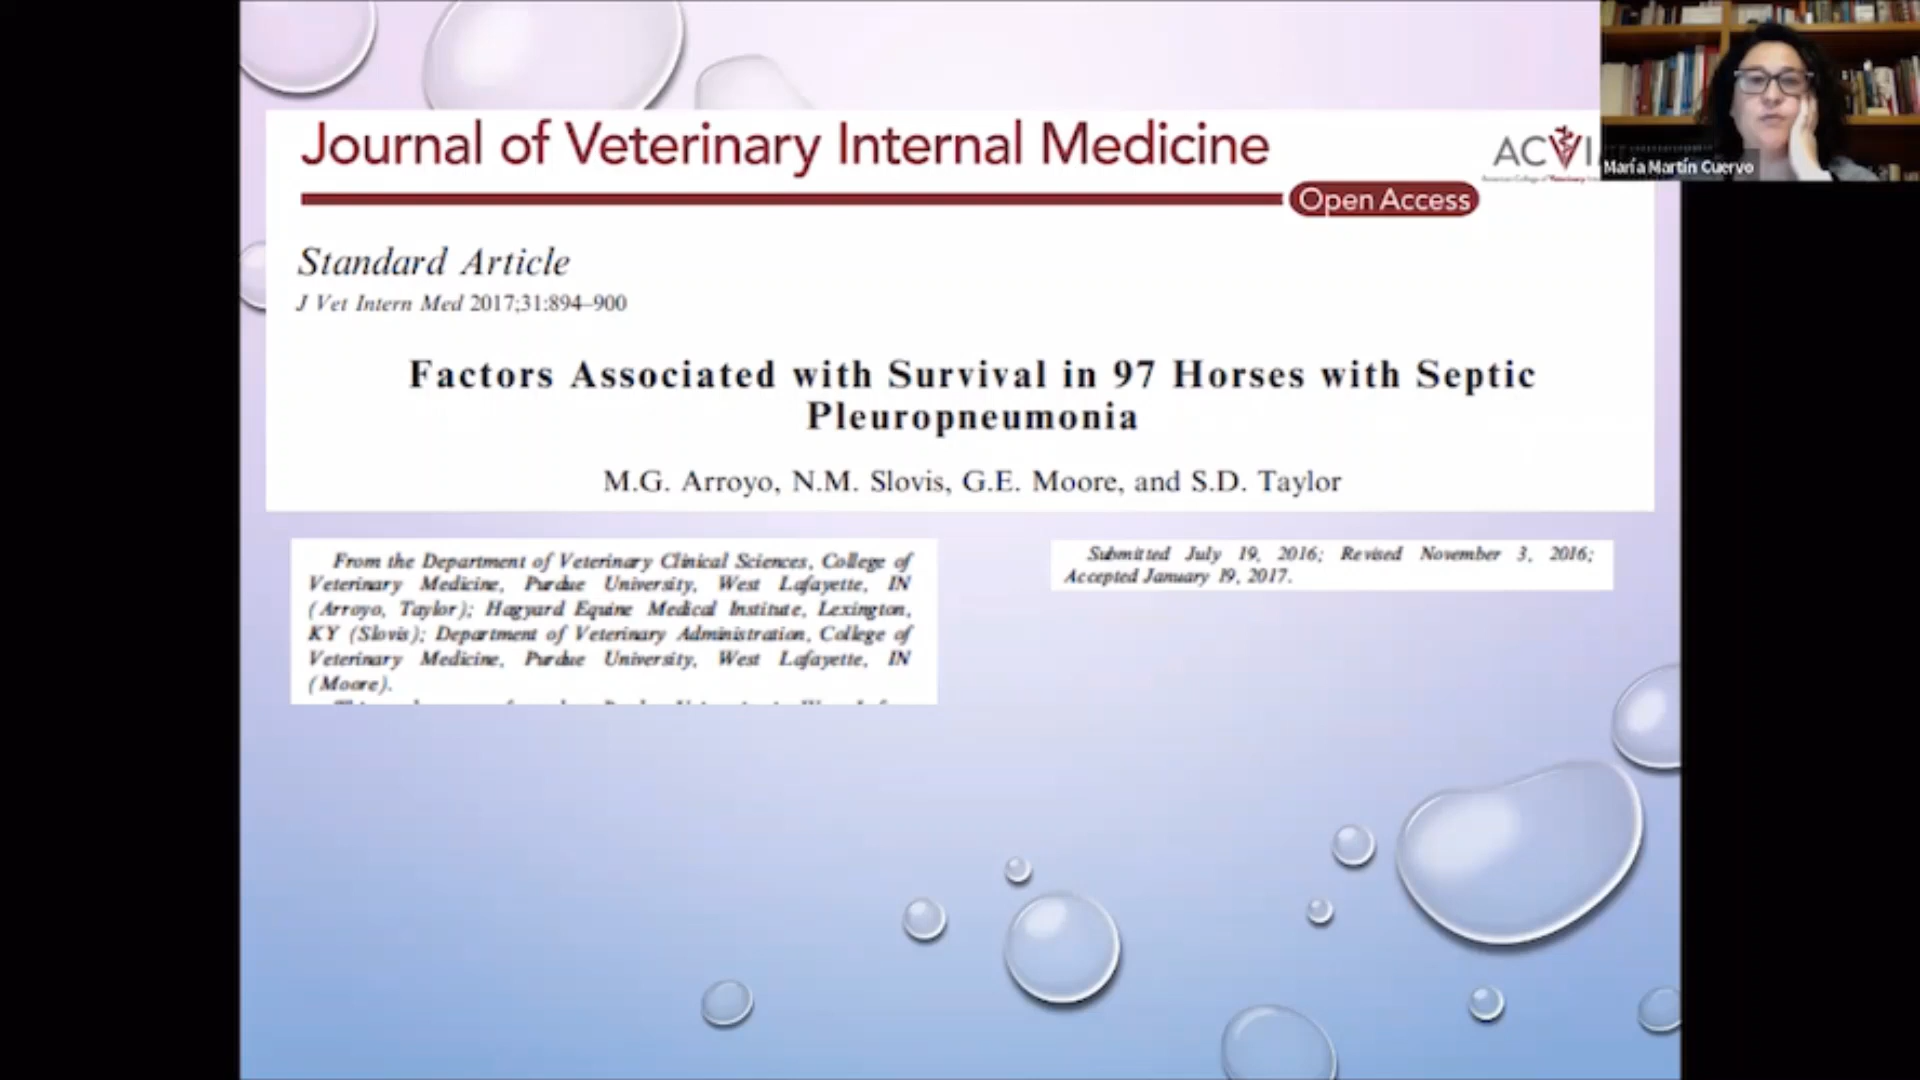 Journal of Veterinary Internal Medicine
ACVI
Open Access
María Martín Cuervo
Standard Article
J Vet Intern Med 2017;31:894–900
Factors Associated with Survival in 97 Horses with Septic
Pleuropneumonia
M.G. Arroyo, N.M. Slovis, G.E. Moore, and S.D. Taylor
From the Department of Veterinary Clinical Sciences, College of
Veterinary Medicine, Purdue University, West Lafayette, IN
(Arroyo, Taylor); Hagyard Equine Medical Institute, Lexington,
KY (Slovis); Department of Veterinary Administration, College of
Veterinary Medicine, Purdue University, West Lafayette, IN
(Moore).
Submitted July 19, 2016; Revised November 3, 2016;
Accepted January 19, 2017.